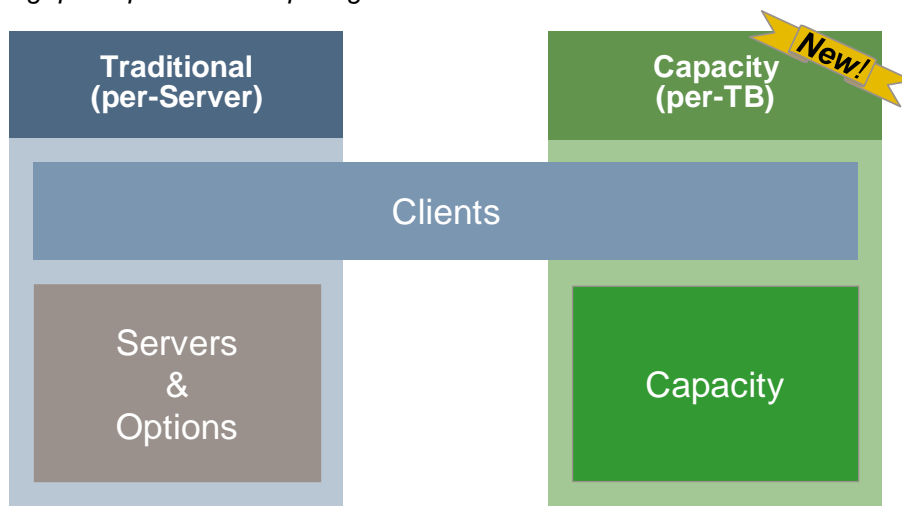 Traditional
(per-Server)
Capacity
(per-TB)
New!
Clients
Servers
&
Options
Capacity